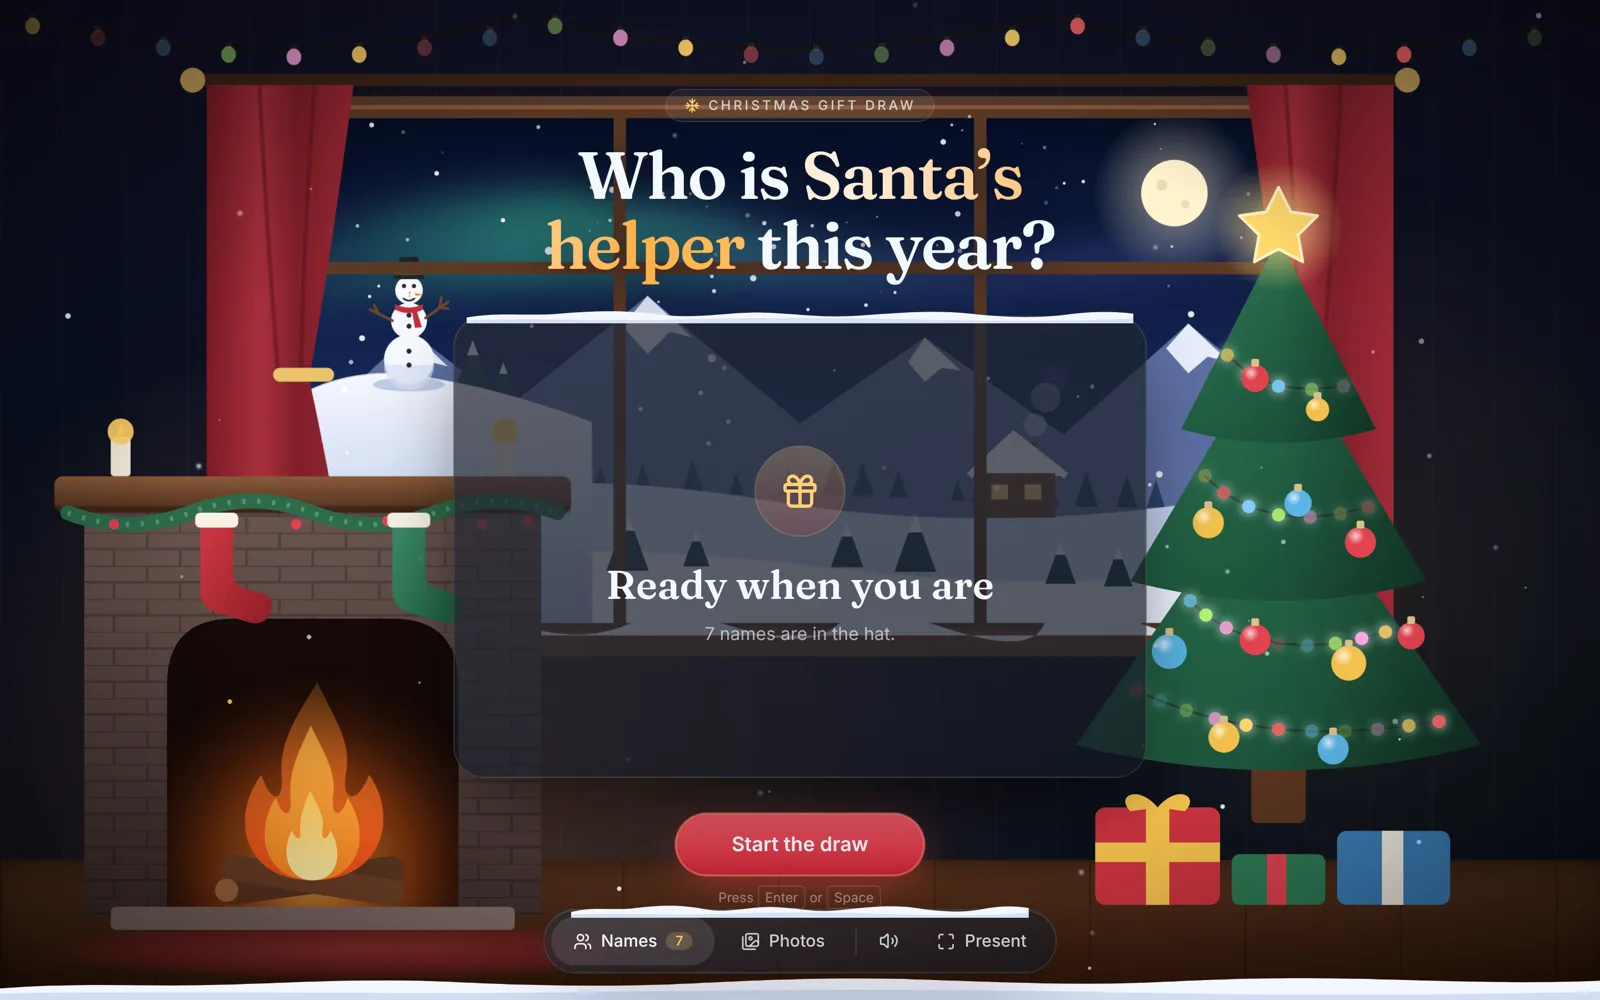 CHRISTMAS GIFT DRAW
Who is Santa’s
helper this year?
Ready when you are
7 names are in the hat.
Start the draw
Press Enter or Space
Names 7 Photos Present